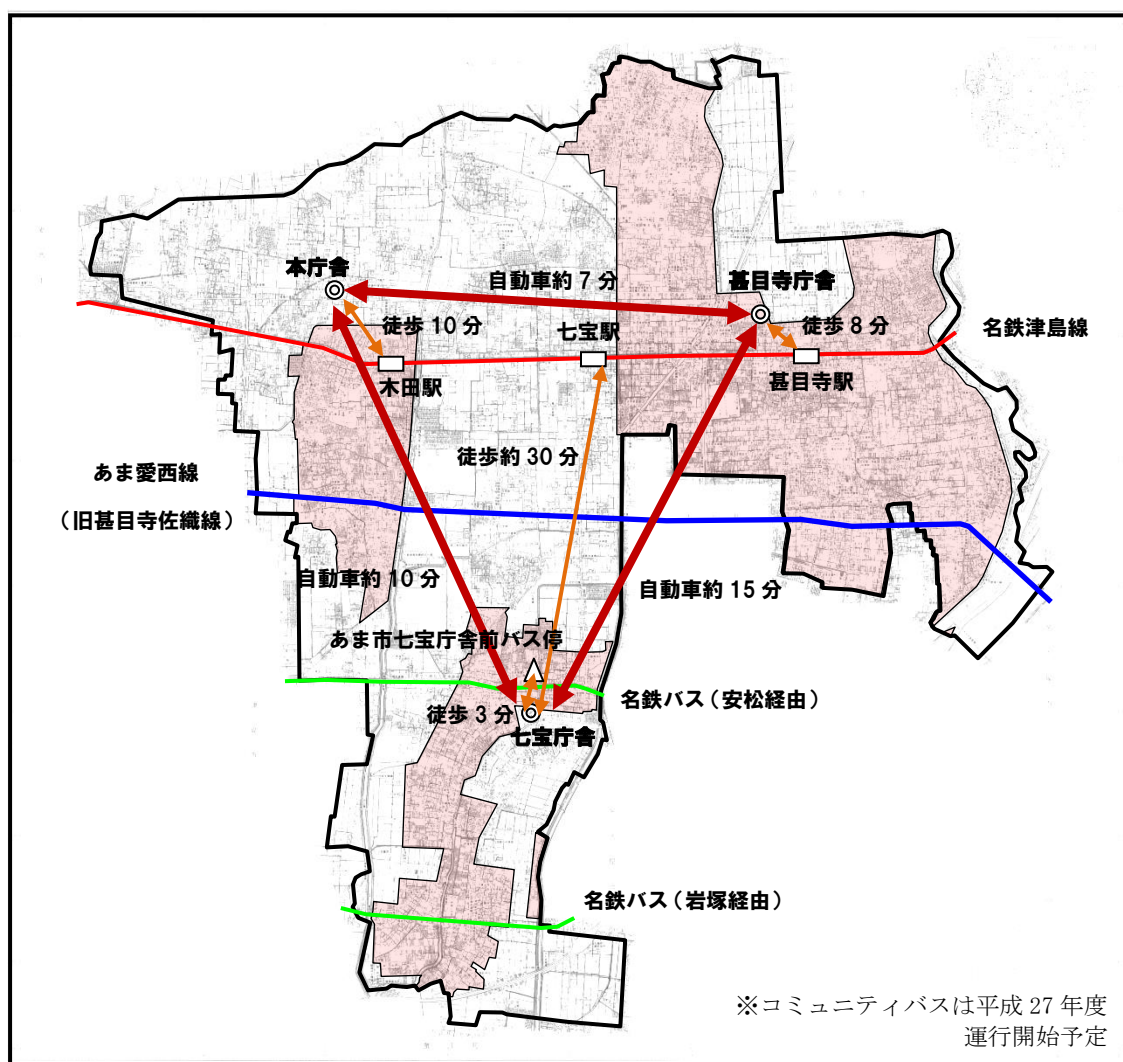 本庁舎
自動車約 7 分
甚目寺庁舎
徒歩 10 分
七宝駅
徒歩 8 分
名鉄津島線
木田駅
甚目寺駅
徒歩約 30 分
あま愛西線
（旧甚目寺佐織線）
自動車約 10 分
自動車約 15 分
あま市七宝庁舎前バス停
名鉄バス（安松経由）
徒歩 3 分
七宝庁舎
名鉄バス（岩塚経由）
※コミュニティバスは平成 27 年度
運行開始予定